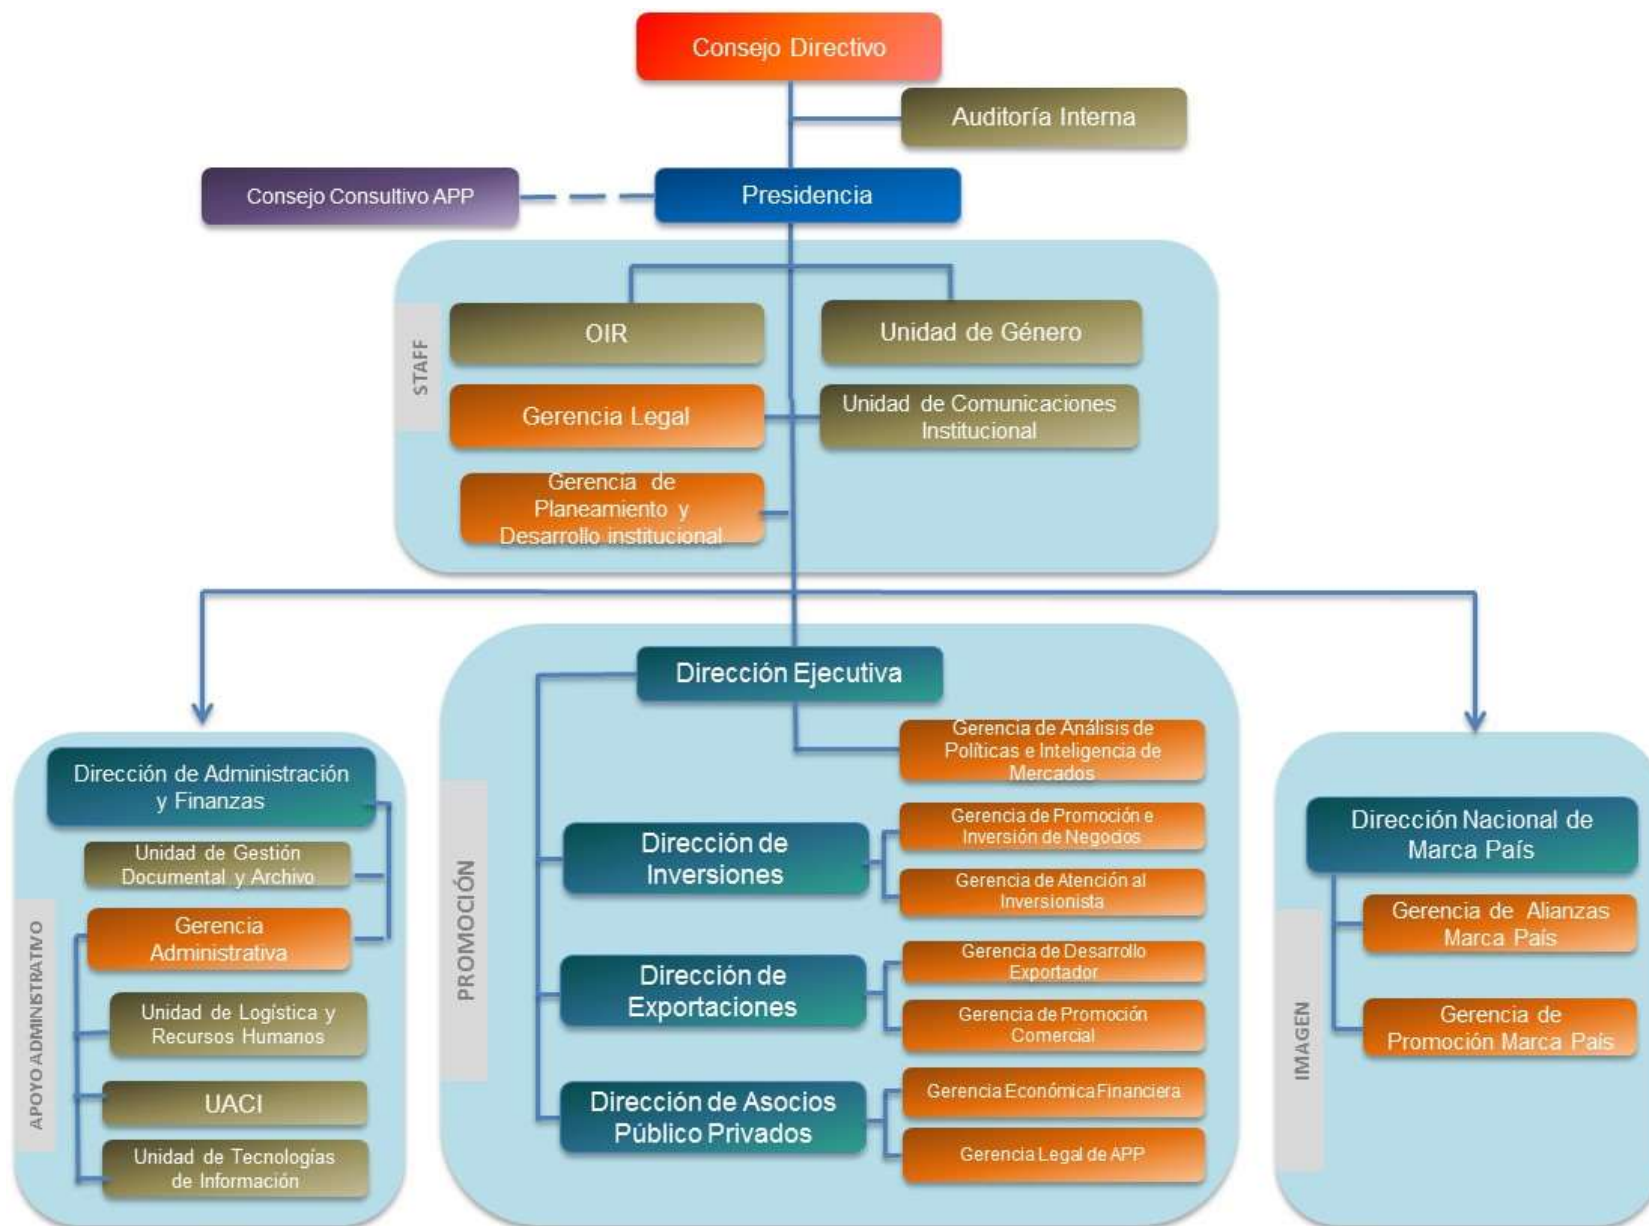 Consejo Directivo
Auditoría Interna
Consejo Consultivo APP
Presidencia
STAFF
OIR
Unidad de Género
Gerencia Legal
Unidad de Comunicaciones
Institucional
Gerencia de
Planeamiento y
Desarrollo institucional
APOYO ADMINISTRATIVO
Dirección de Administración
y Finanzas
Unidad de Gestión
Documental y Archivo
Gerencia
Administrativa
Unidad de Logística y
Recursos Humanos
UACI
Unidad de Tecnologías
de Información
PROMOCIÓN
Dirección Ejecutiva
Gerencia de Análisis de
Políticas e Inteligencia de
Mercados
Dirección de
Inversiones
Gerencia de Promoción e
Inversión de Negocios
Gerencia de Atención al
Inversionista
Dirección de
Exportaciones
Gerencia de Desarrollo
Exportador
Gerencia de Promoción
Comercial
Dirección de Asocios
Público Privados
Gerencia Económica Financiera
Gerencia Legal de APP
IMAGEN
Dirección Nacional de
Marca País
Gerencia de Alianzas
Marca País
Gerencia de
Promoción Marca País